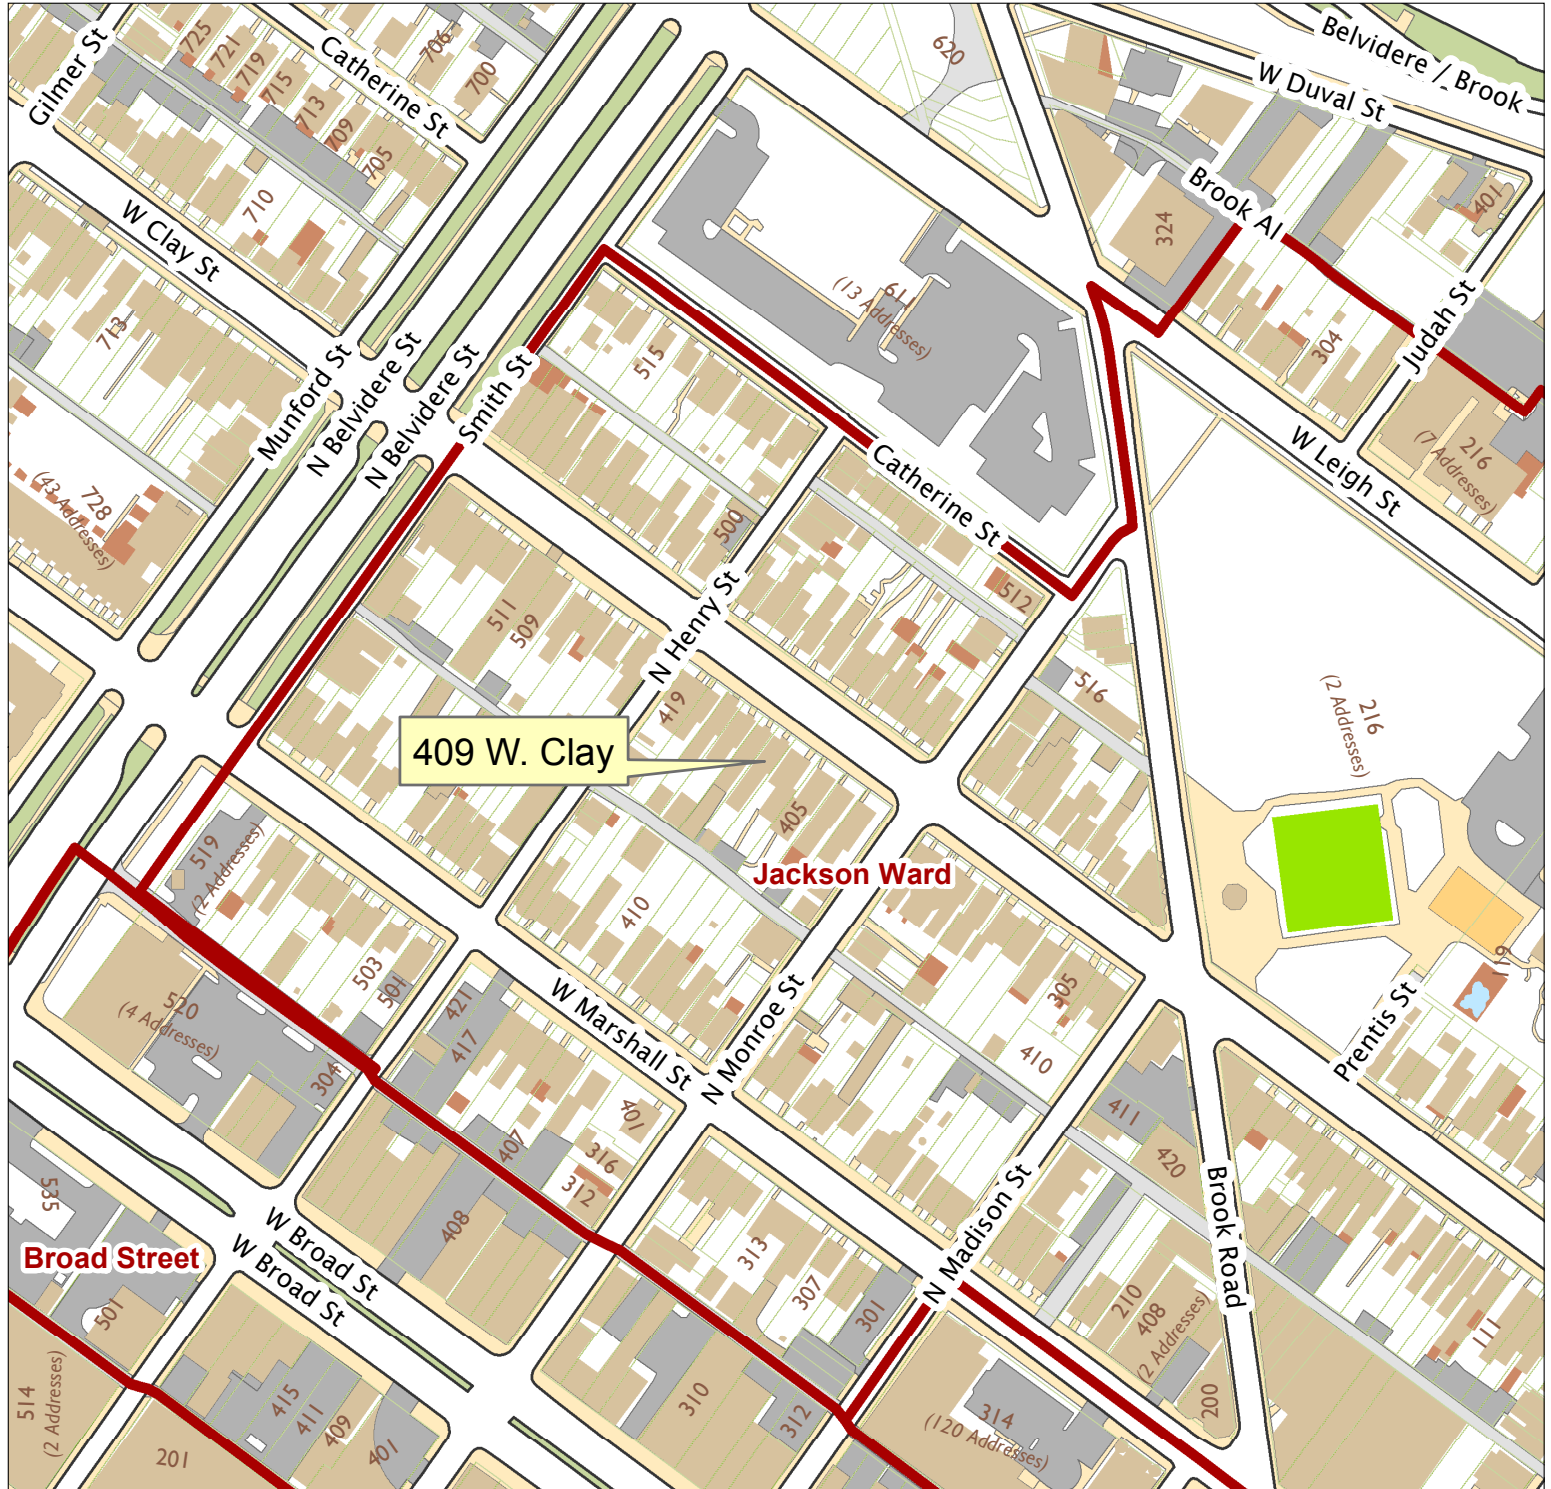 Gilmer St
725
721
719
715
713
709
705
Catherine St
706
700
620
Belvidere / Brook
W Duval St
Brook Al
401
324
710
W Clay St
713
611
(13 Addresses)
304
Judah St
515
Munford St
N Belvidere St
N Belvidere St
Smith St
728
(43 Addresses)
500
Catherine St
W Leigh St
216
(7 Addresses)
512
511
509
N Henry St
516
419
216
(2 Addresses)
409 W. Clay
405
Jackson Ward
519
(2 Addresses)
410
503
501
520
(4 Addresses)
304
421
417
W Marshall St
N Monroe St
305
410
119
Prentis St
401
407
316
312
411
420
535
Broad Street
W Broad St
W Broad St
408
313
307
301
N Madison St
Brook Road
210
408
(2 Addresses)
200
111
501
514
(2 Addresses)
415
411
409
401
201
310
312
314
(120 Addresses)